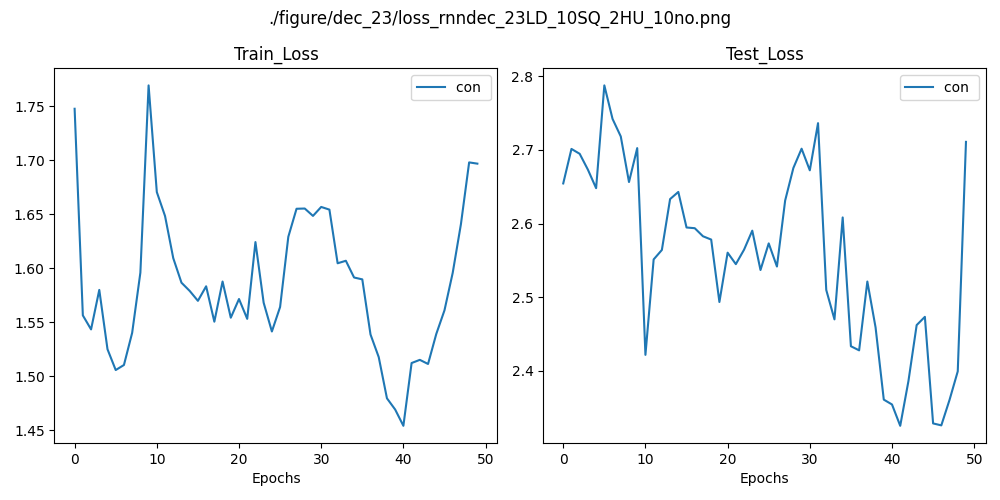 ./figure/dec_23/loss_rnndec_23LD_10SQ_2HU_10no.png
Train_Loss
con
1.75
1.70
1.65
1.60
1.55
1.50
1.45
0 10 20 30 40 50
Epochs
Test_Loss
con
2.8
2.7
2.6
2.5
2.4
0 10 20 30 40 50
Epochs